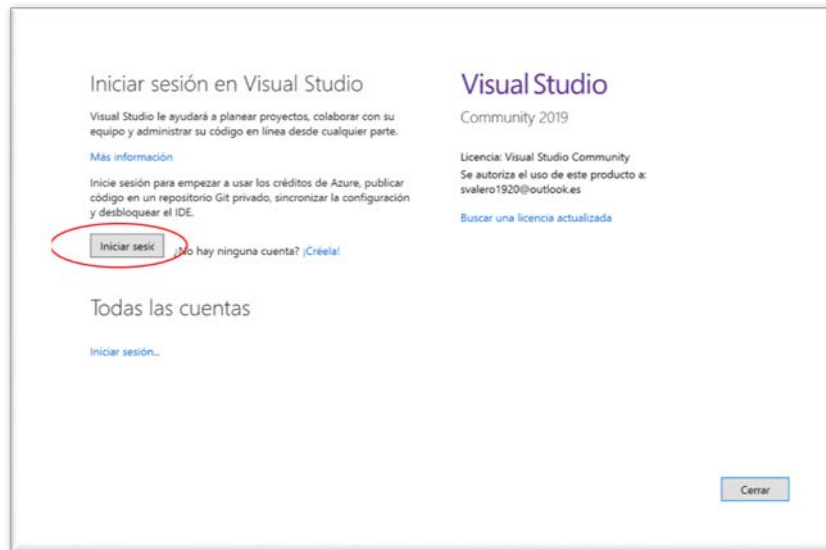 Iniciar sesión en Visual Studio
Visual Studio le ayudará a planear proyectos, colaborar con su
equipo y administrar su código en línea desde cualquier parte.
Más información
Inicie sesión para empezar a usar los créditos de Azure, publicar
código en un repositorio Git privado, sincronizar la configuración
y desbloquear el IDE.
Iniciar sesić ¿No hay ninguna cuenta? ¡Créela!
Todas las cuentas
Iniciar sesión...
Visual Studio
Community 2019
Licencia: Visual Studio Community
Se autoriza el uso de este producto a:
svalero1920@outlook.es
Buscar una licencia actualizada
Cerrar